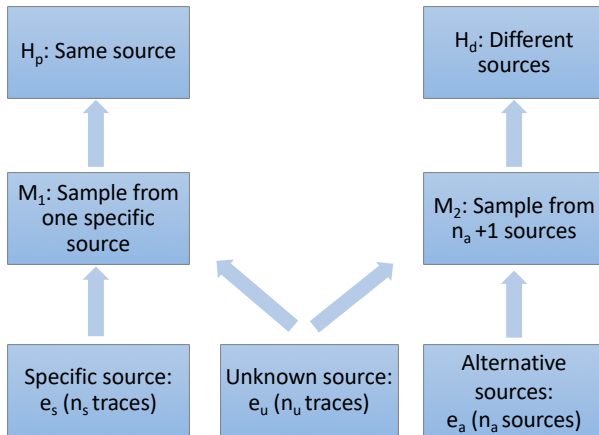 Hₚ: Same source
H_d: Different
sources
M₁: Sample from
one specific
source
M₂: Sample from
nₐ +1 sources
Specific source:
eₛ (nₛ traces)
Unknown source:
eᵤ (nᵤ traces)
Alternative
sources:
eₐ (nₐ sources)